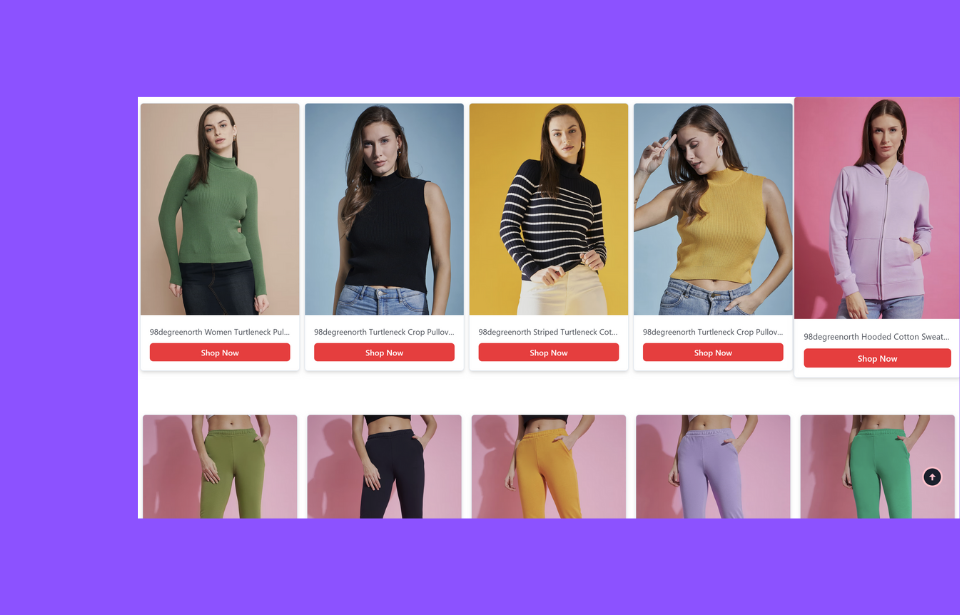 98degreenorth Women Turtleneck Pul...
98degreenorth Turtleneck Crop Pullov...
98degreenorth Striped Turtleneck Cot...
98degreenorth Turtleneck Crop Pullov...
98degreenorth Hooded Cotton Sweat...
Shop Now
Shop Now
Shop Now
Shop Now
Shop Now